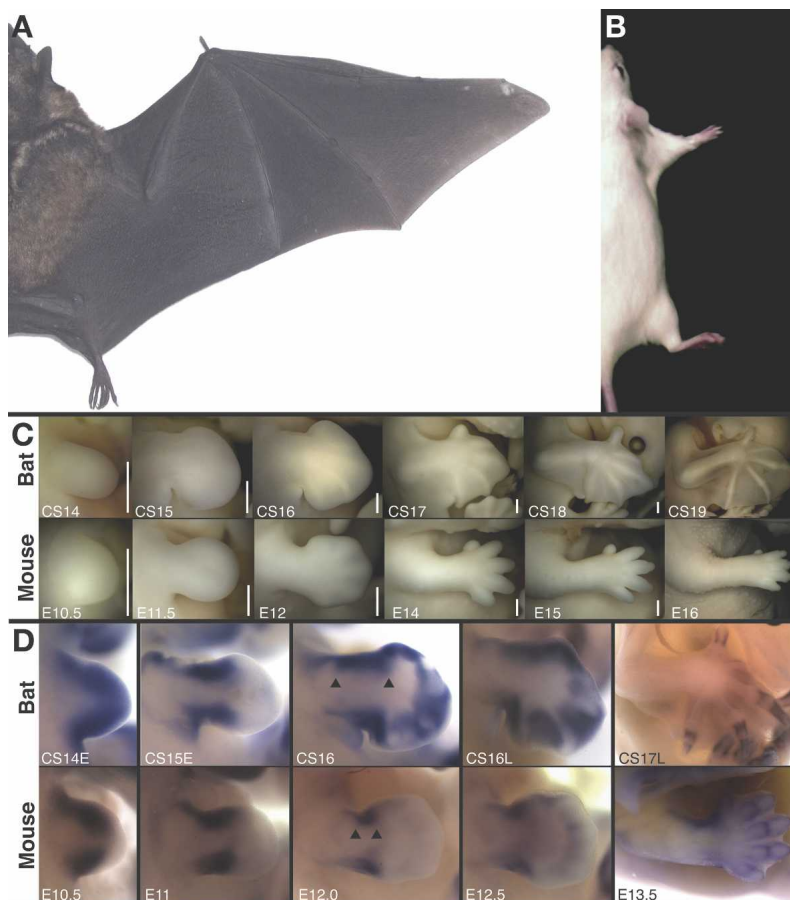 A
B
C
Bat
CS14
CS15
CS16
CS17
CS18
CS19
Mouse
E10.5
E11.5
E12
E14
E15
E16
D
Bat
CS14E
CS15E
CS16
CS16L
CS17L
Mouse
E10.5
E11
E12.0
E12.5
E13.5